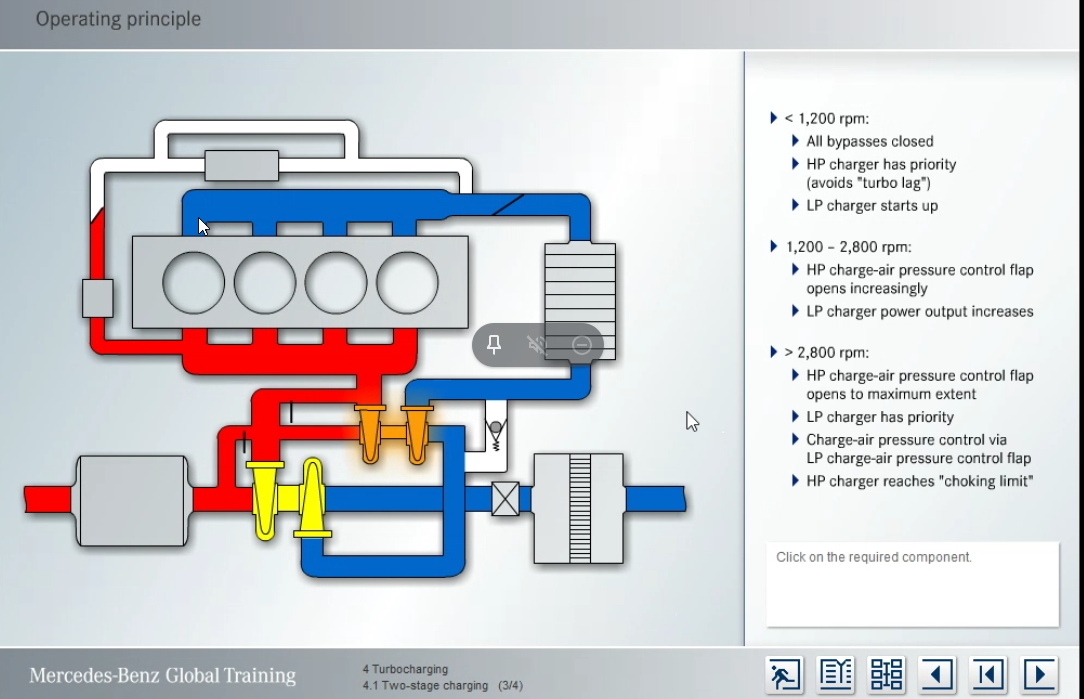 Operating principle
< 1,200 rpm:
All bypasses closed
HP charger has priority
(avoids "turbo lag")
LP charger starts up
1,200 – 2,800 rpm:
HP charge-air pressure control flap
opens increasingly
LP charger power output increases
> 2,800 rpm:
HP charge-air pressure control flap
opens to maximum extent
LP charger has priority
Charge-air pressure control via
LP charge-air pressure control flap
HP charger reaches "choking limit"
Click on the required component.
Mercedes-Benz Global Training
4 Turbocharging
4.1 Two-stage charging (3/4)